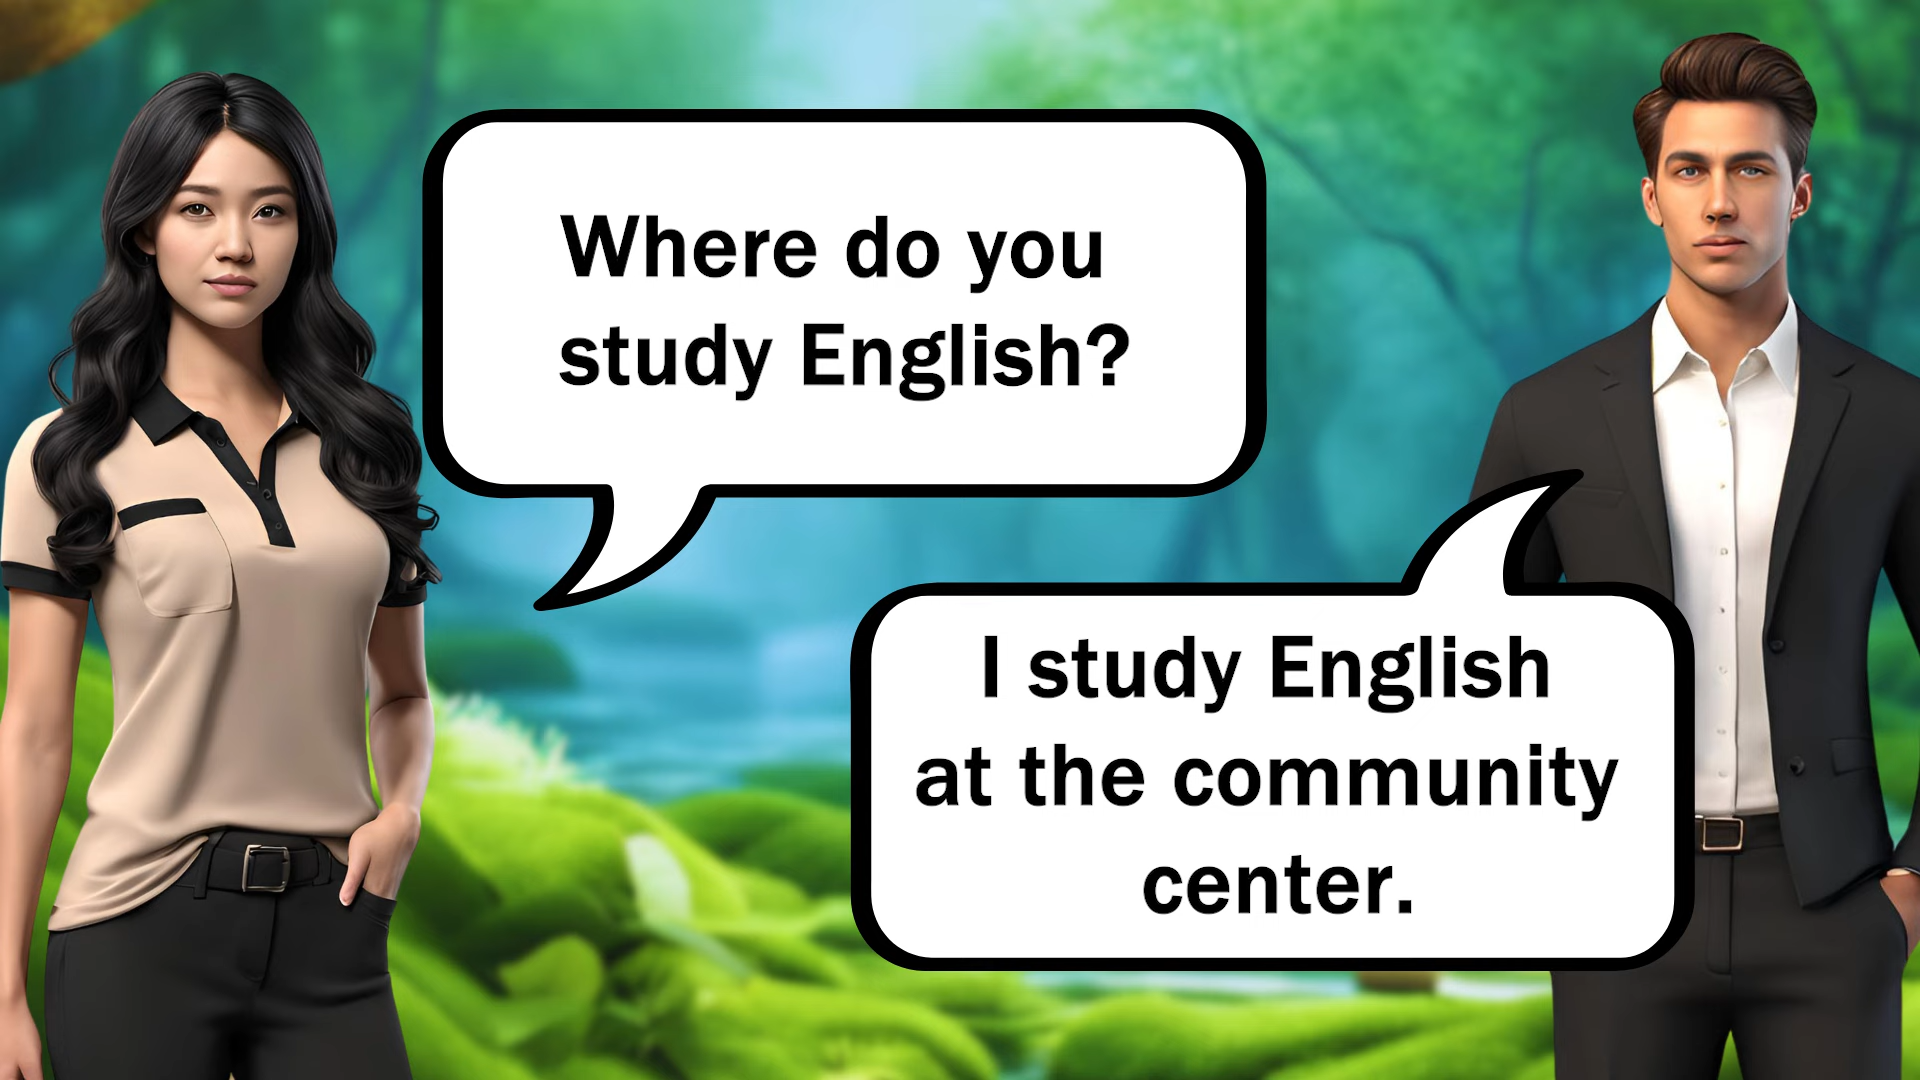 Where do you
study English?
I study English
at the community
center.